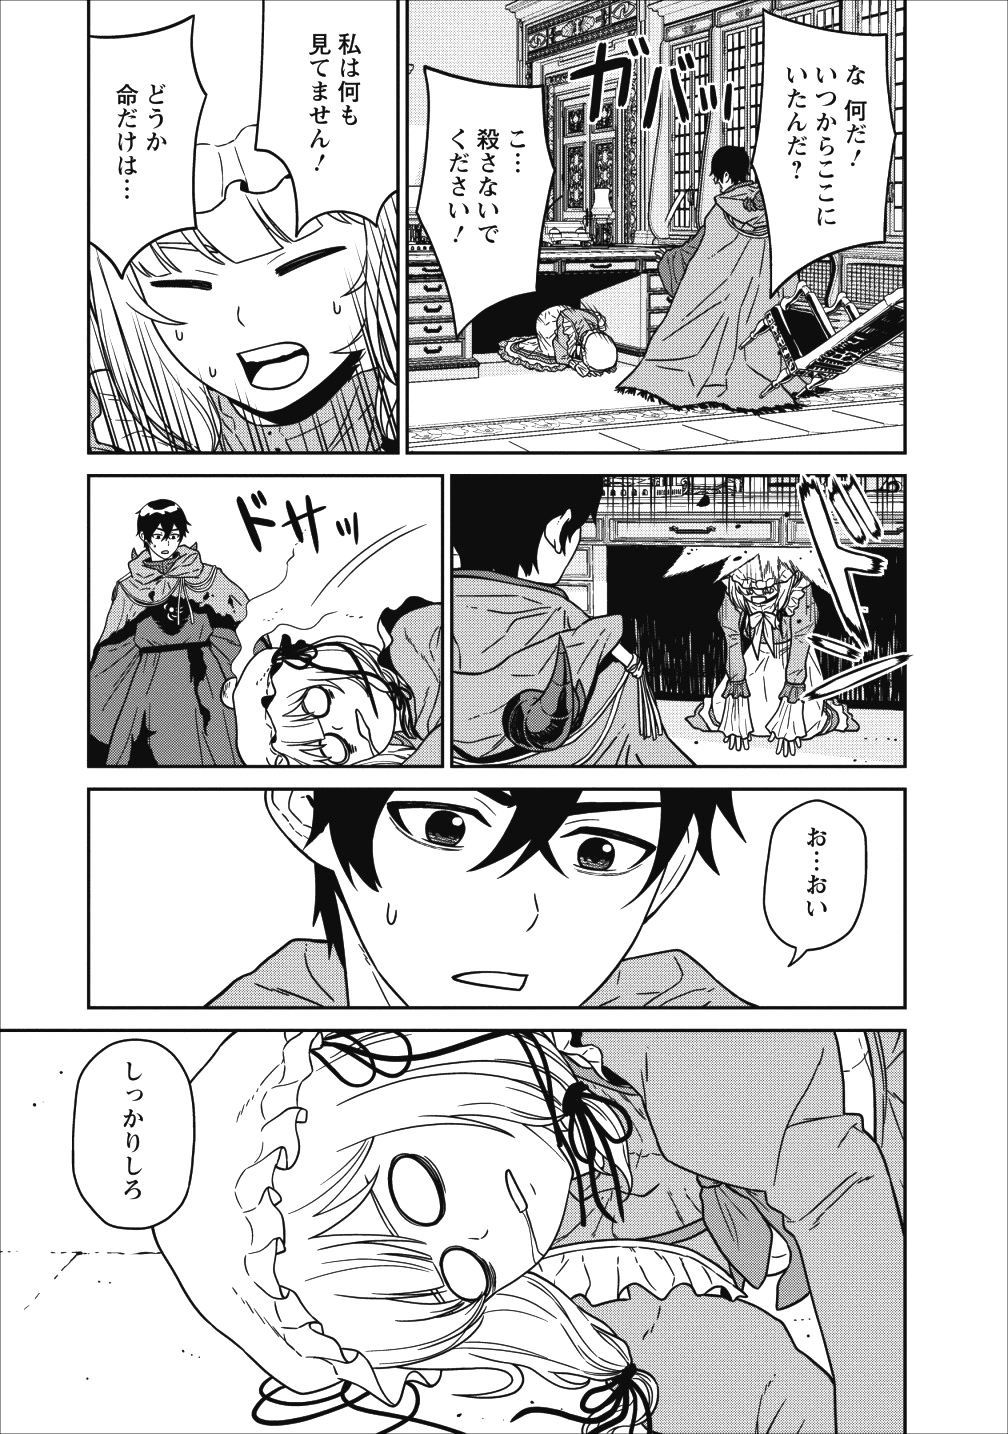 な 何だ!
いつからここに
いたんだ?
ガバッ
こ…
殺さないで
ください!
私は何も
見てません!
どうか
命だけは…
ドサッ
お…おい
しっかりしろ